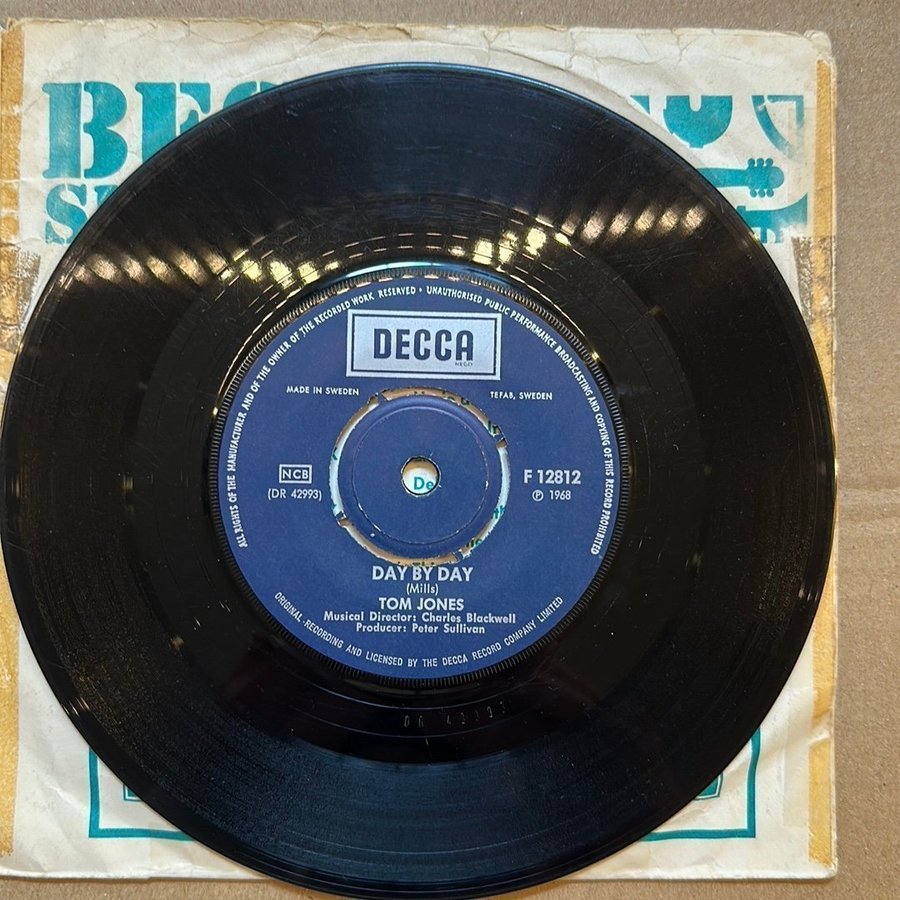 BES
ALL RIGHTS OF THE MANUFACTURER AND OF THE OWNER OF THE RECORDED WORK RESERVED · UNAUTHORISED PUBLIC PERFORMANCE BROADCASTING AND COPYING OF THIS RECORD PROHIBITED
DECCA
MADE IN SWEDEN
TEFAB, SWEDEN
NCB
(DR 42993)
De
F 12812
℗ 1968
DAY BY DAY
(Mills)
TOM JONES
Musical Director: Charles Blackwell
Producer: Peter Sullivan
ORIGINAL RECORDING AND LICENSED BY THE DECCA RECORD COMPANY LIMITED